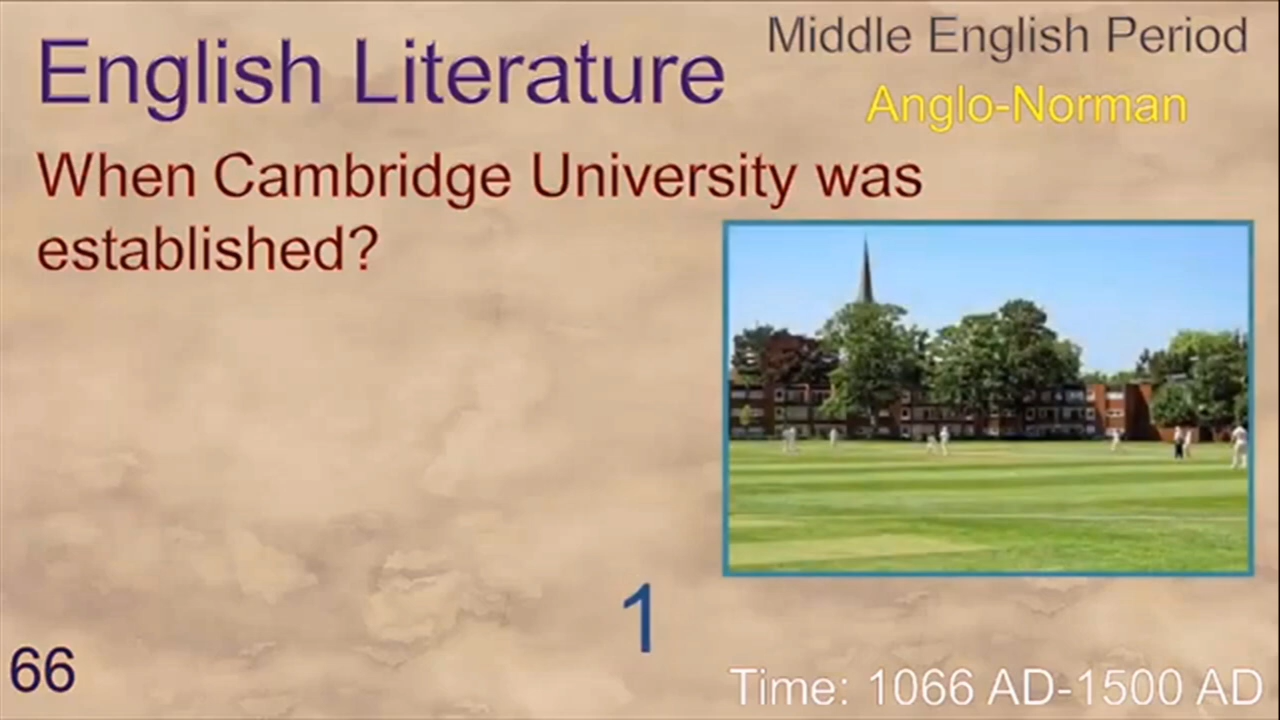 English Literature
Middle English Period
Anglo-Norman
When Cambridge University was
established?
1
66
Time: 1066 AD-1500 AD